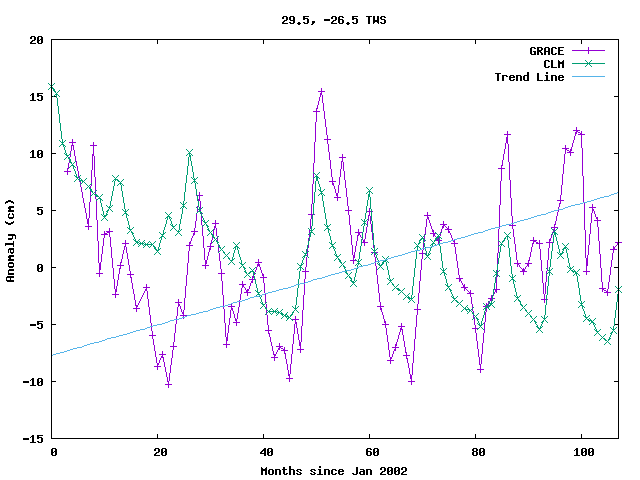 29.5, -26.5 TWS
GRACE
CLM
Trend Line
20
15
10
5
0
-5
-10
-15
Anomaly (cm)
0 20 40 60 80 100
Months since Jan 2002